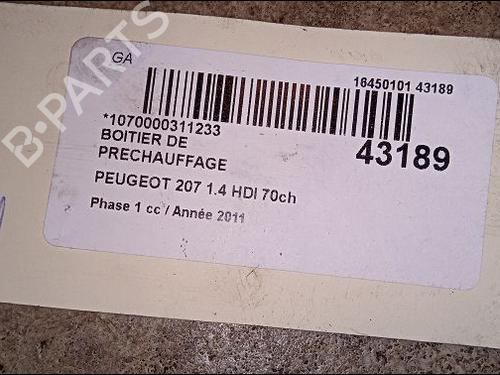 B-PARTS
GA
16450101 43189
*1070000311233
43189
BOITIER DE
PRECHAUFFAGE
PEUGEOT 207 1.4 HDI 70ch
Phase 1 cc / Année 2011